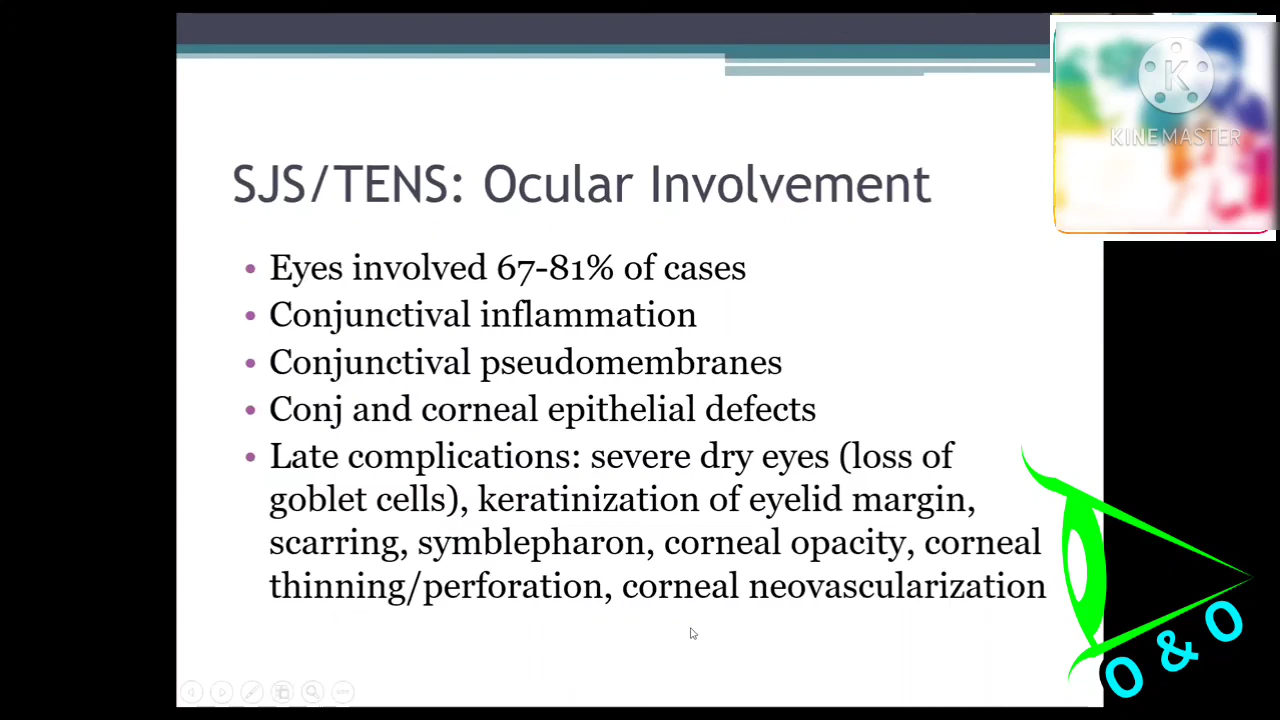 SJS/TENS: Ocular Involvement
• Eyes involved 67-81% of cases
• Conjunctival inflammation
• Conjunctival pseudomembranes
• Conj and corneal epithelial defects
• Late complications: severe dry eyes (loss of
goblet cells), keratinization of eyelid margin,
scarring, symblepharon, corneal opacity, corneal
thinning/perforation, corneal neovascularization
K
KINEMASTER
O & O